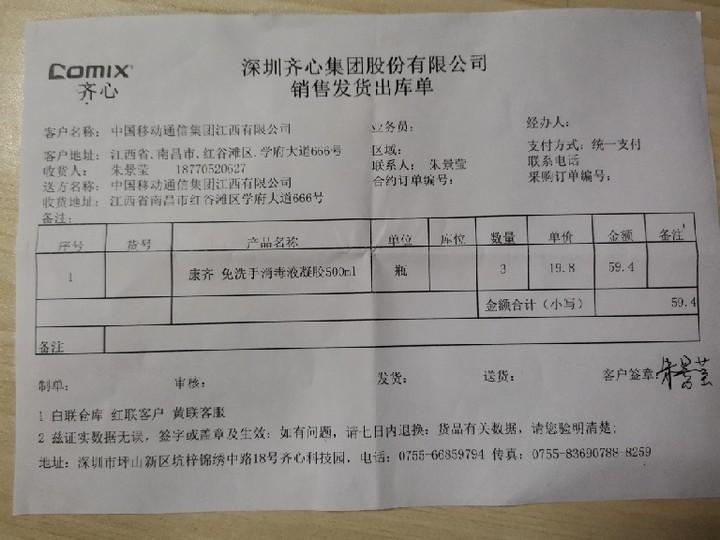 COMIX
齐心
深圳齐心集团股份有限公司
销售发货出库单
客户名称： 中国移动通信集团江西有限公司 业务员： 经办人：
客户地址： 江西省.南昌市.红谷滩区.学府大道666号 区域： 支付方式：统一支付
收货人： 朱景莹 18770520627 联系人： 朱景莹 联系电话
送方名称： 中国移动通信集团江西有限公司 合约订单编号： 采购订单编号：
收货地址： 江西省南昌市红谷滩区学府大道666号
备注：
序号 货号 产品名称 单位 库位 数量 单价 金额 备注
1 康齐 免洗手消毒液凝胶500ml 瓶 3 19.8 59.4
金额合计（小写） 59.4
备注
制单： 审核： 发货： 送货： 客户签章：朱景莹
1 白联仓库 红联客户 黄联客服
2 兹证实数据无误，签字或盖章及生效；如有问题，请七日内退换；货品有关数据，请您验明清楚；
地址：深圳市坪山新区坑梓锦绣中路18号齐心科技园，电话：0755-66859794 传真：0755-83690788-8259